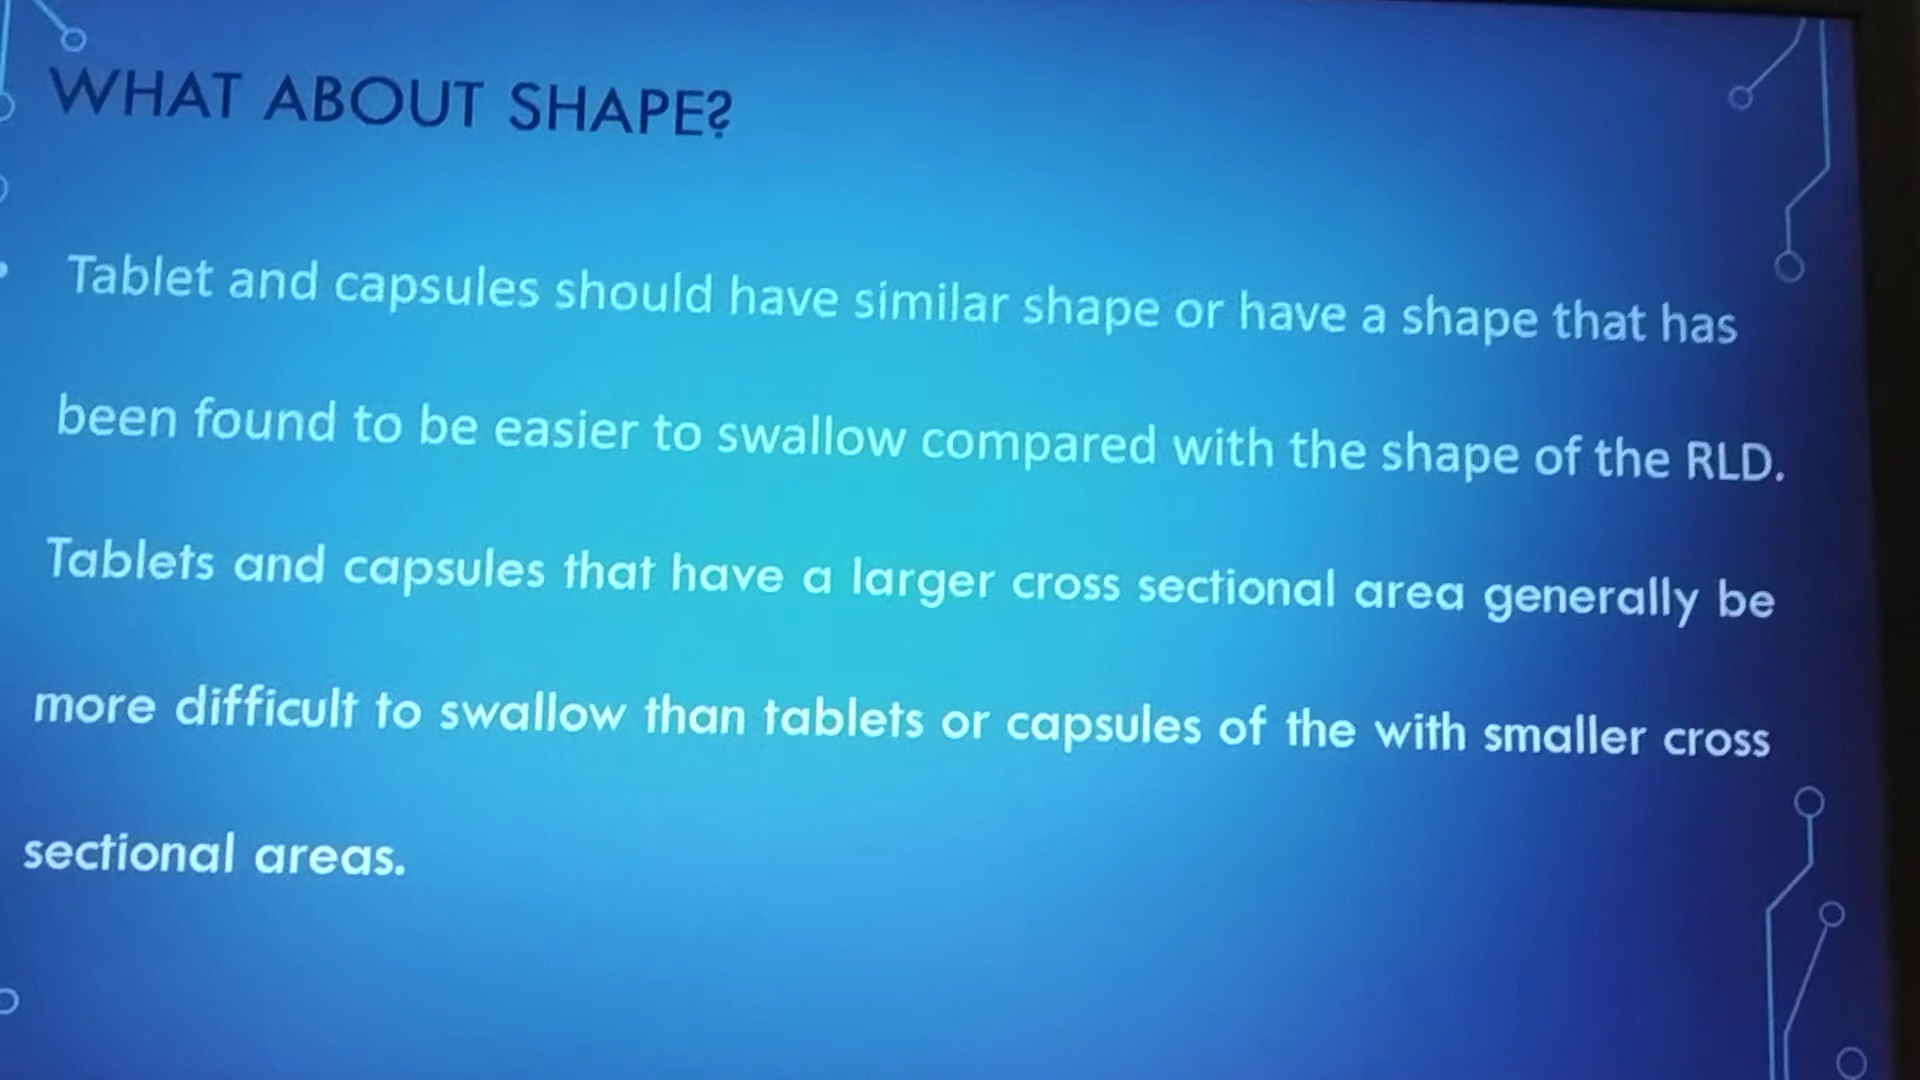 WHAT ABOUT SHAPE?
• Tablet and capsules should have similar shape or have a shape that has
been found to be easier to swallow compared with the shape of the RLD.
Tablets and capsules that have a larger cross sectional area generally be
more difficult to swallow than tablets or capsules of the with smaller cross
sectional areas.